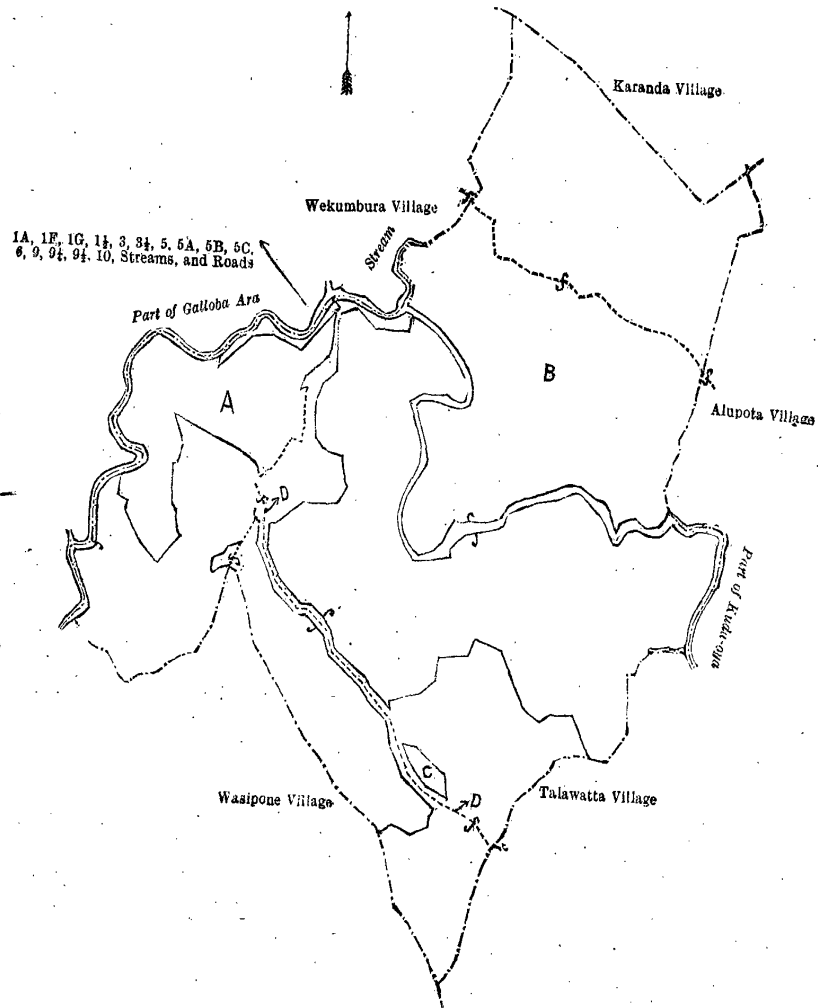 Karanda Village
Wekumbura Village
Stream
1A, 1F, 1G, 1½, 3, 3½, 5, 5A, 5B, 5C,
6, 9, 9¼, 9½, 10, Streams, and Roads
Part of Galloba Ara
A
B
Alupota Village
D
Part of Kuda-oya
C
D
Wasipone Village
Talawatta Village